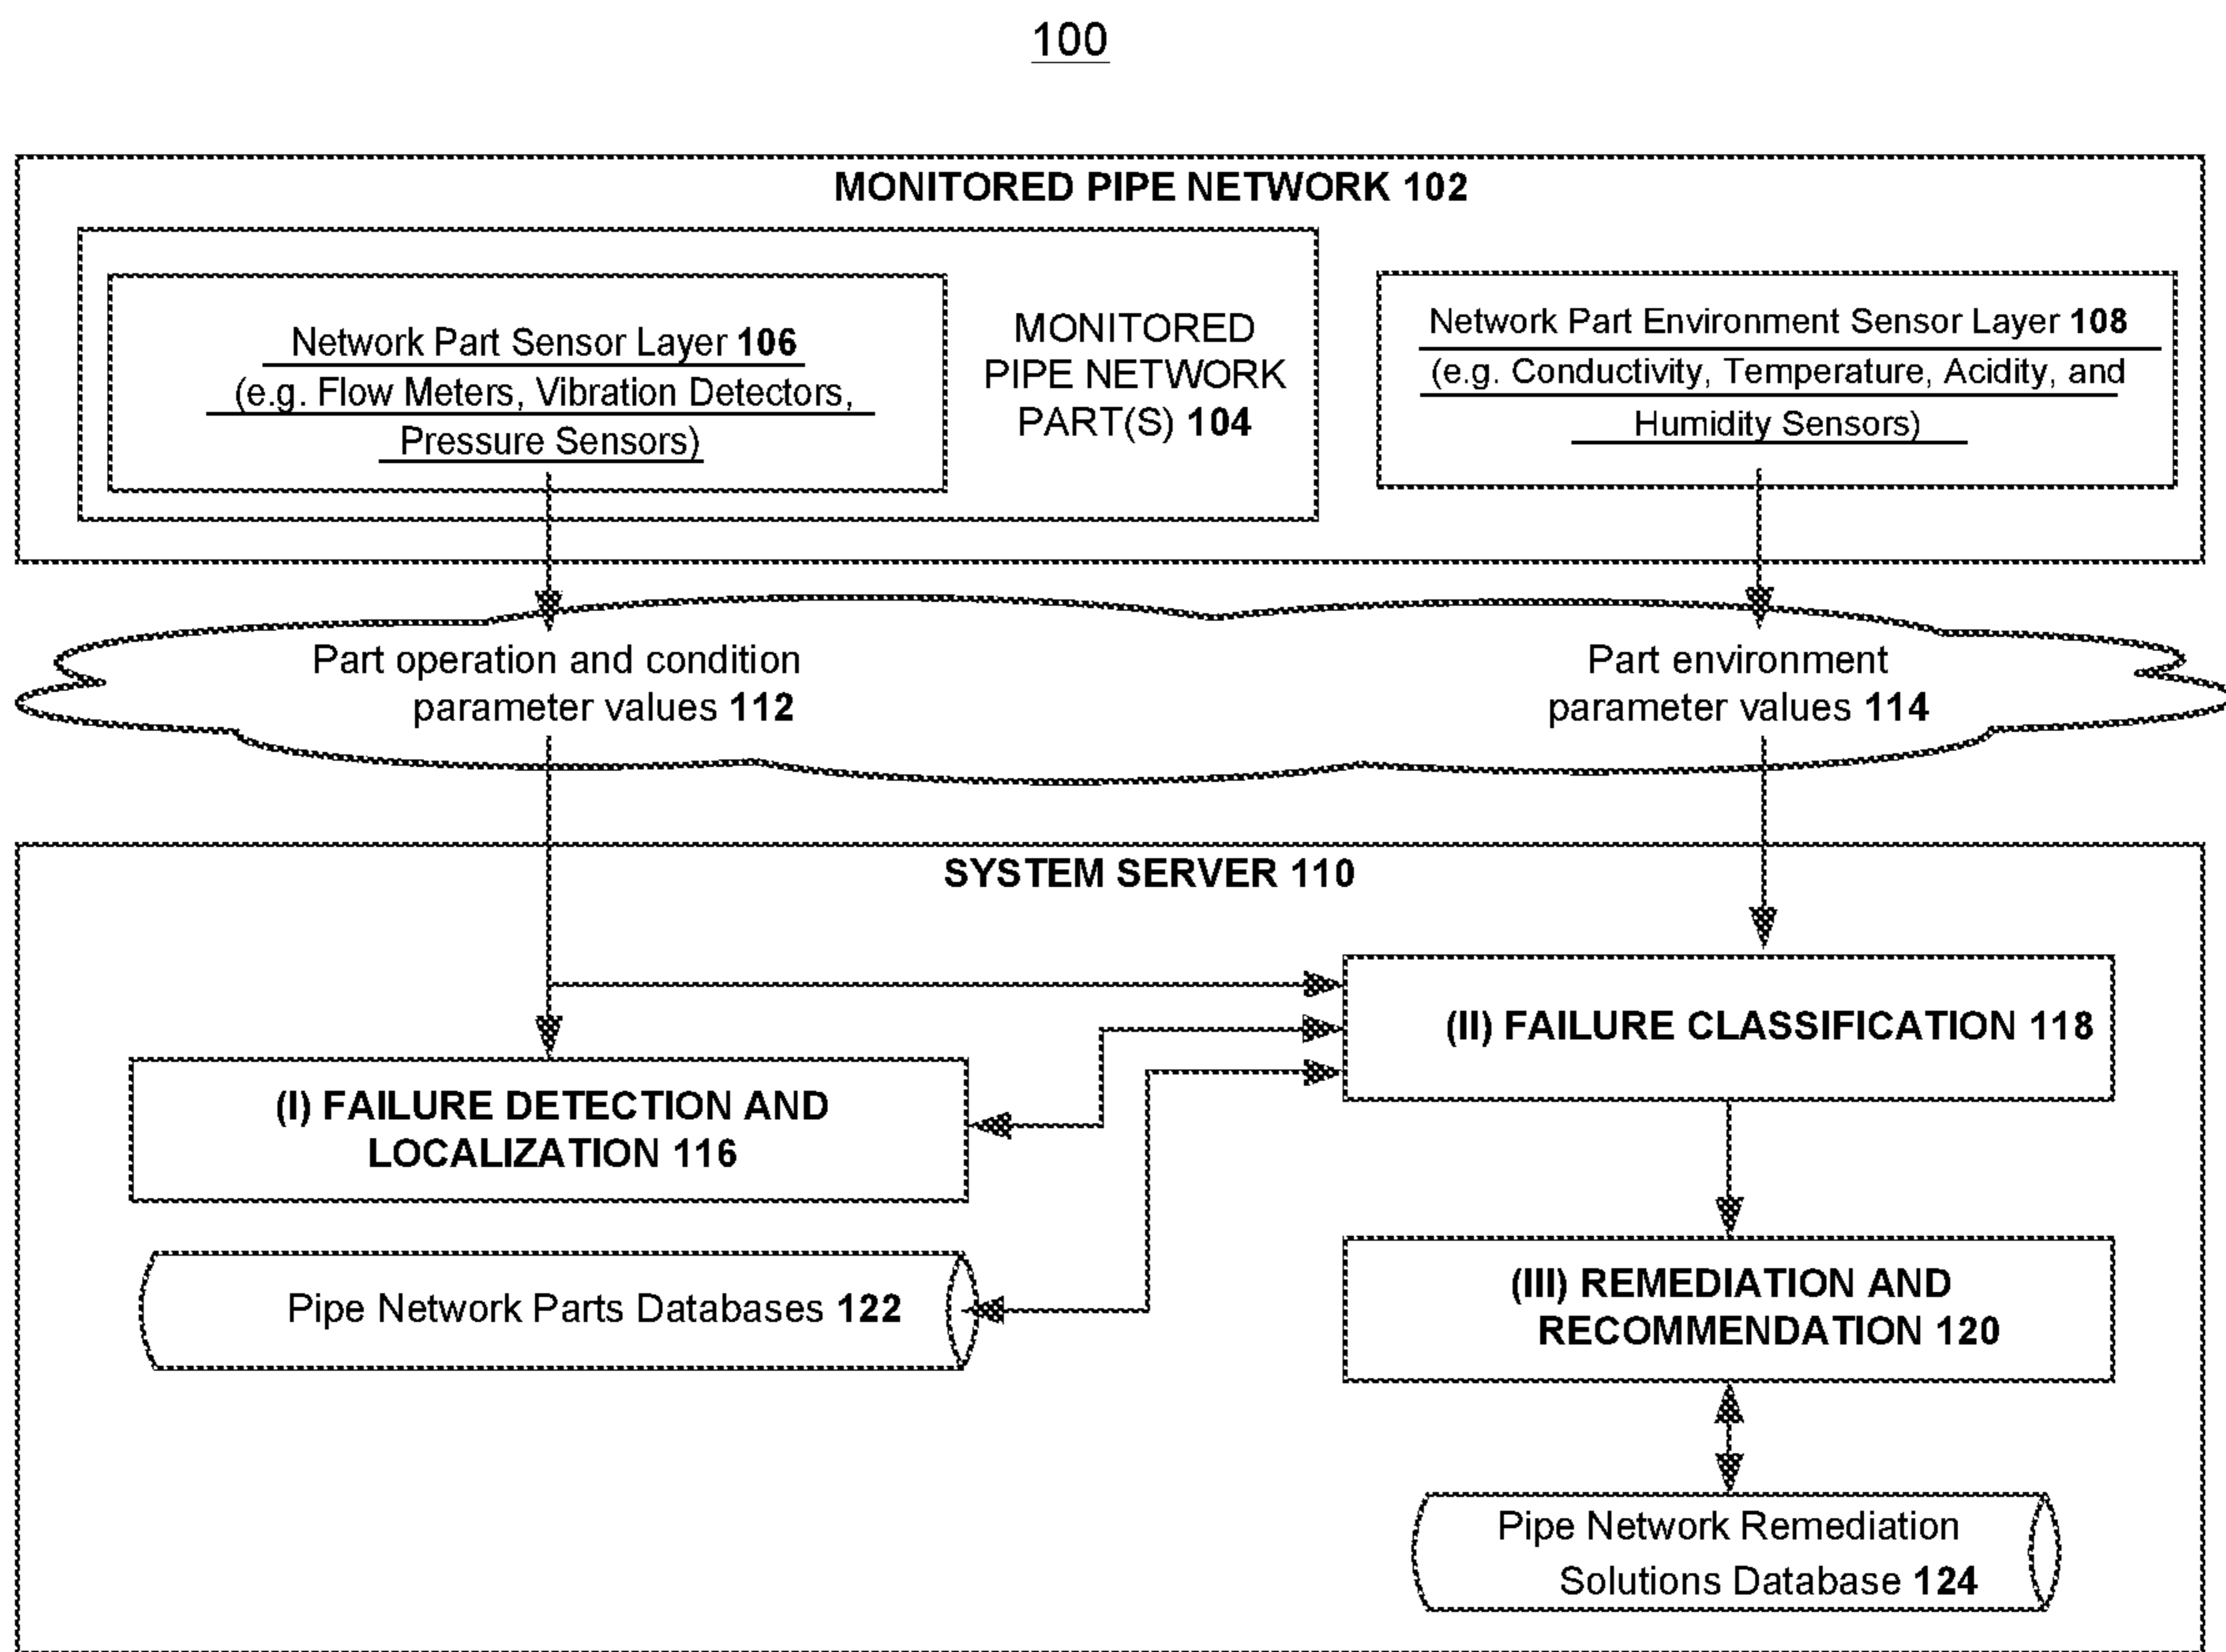 100
MONITORED PIPE NETWORK 102
Network Part Sensor Layer 106
(e.g. Flow Meters, Vibration Detectors,
Pressure Sensors)
MONITORED
PIPE NETWORK
PART(S) 104
Network Part Environment Sensor Layer 108
(e.g. Conductivity, Temperature, Acidity, and
Humidity Sensors)
Part operation and condition
parameter values 112
Part environment
parameter values 114
SYSTEM SERVER 110
(II) FAILURE CLASSIFICATION 118
(I) FAILURE DETECTION AND
LOCALIZATION 116
Pipe Network Parts Databases 122
(III) REMEDIATION AND
RECOMMENDATION 120
Pipe Network Remediation
Solutions Database 124